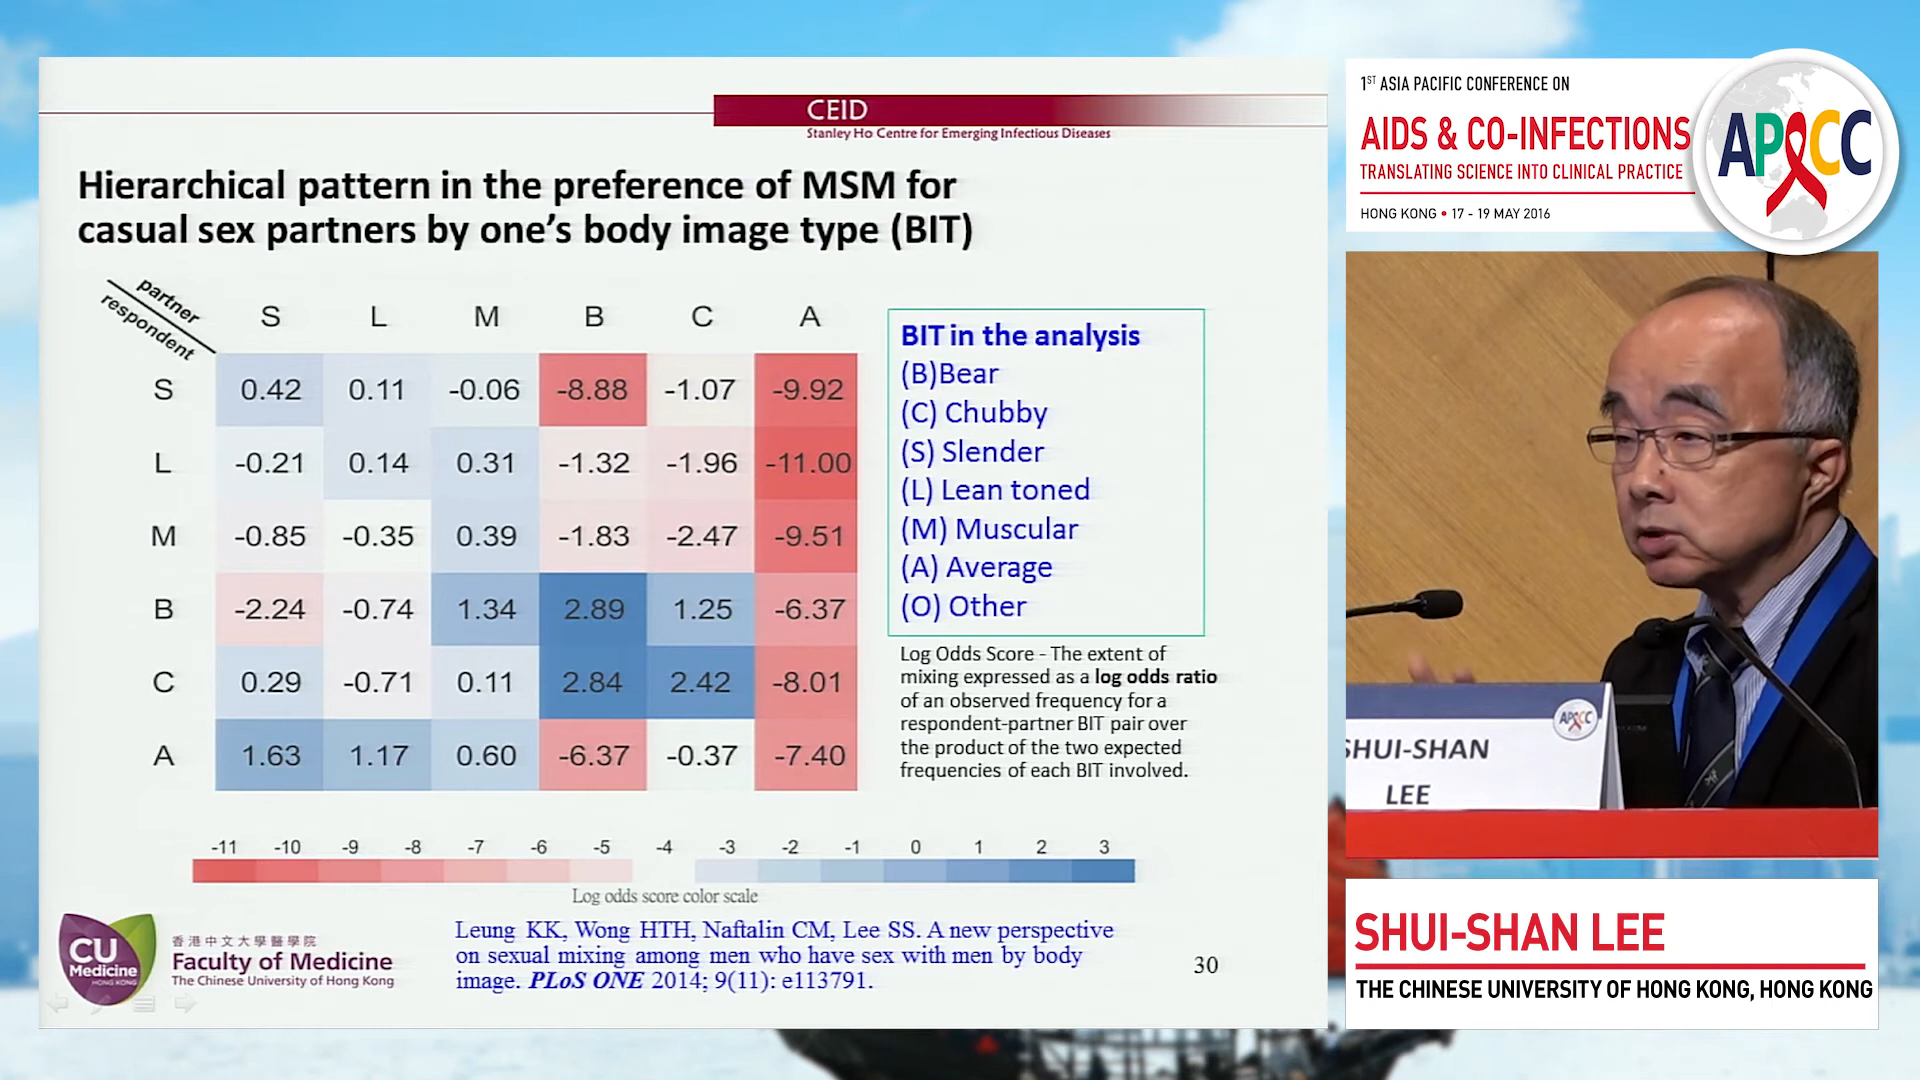 CEID
Stanley Ho Centre for Emerging Infectious Diseases
Hierarchical pattern in the preference of MSM for
casual sex partners by one's body image type (BIT)
partner
respondent
S L M B C A
S 0.42 0.11 -0.06 -8.88 -1.07 -9.92
L -0.21 0.14 0.31 -1.32 -1.96 -11.00
M -0.85 -0.35 0.39 -1.83 -2.47 -9.51
B -2.24 -0.74 1.34 2.89 1.25 -6.37
C 0.29 -0.71 0.11 2.84 2.42 -8.01
A 1.63 1.17 0.60 -6.37 -0.37 -7.40
BIT in the analysis
(B)Bear
(C) Chubby
(S) Slender
(L) Lean toned
(M) Muscular
(A) Average
(O) Other
Log Odds Score - The extent of
mixing expressed as a log odds ratio
of an observed frequency for a
respondent-partner BIT pair over
the product of the two expected
frequencies of each BIT involved.
-11 -10 -9 -8 -7 -6 -5 -4 -3 -2 -1 0 1 2 3
Log odds score color scale
CU
Medicine
HONG KONG
香港中文大學醫學院
Faculty of Medicine
The Chinese University of Hong Kong
Leung KK, Wong HTH, Naftalin CM, Lee SS. A new perspective
on sexual mixing among men who have sex with men by body
image. PLoS ONE 2014; 9(11): e113791.
30
1ST ASIA PACIFIC CONFERENCE ON
AIDS & CO-INFECTIONS
TRANSLATING SCIENCE INTO CLINICAL PRACTICE
HONG KONG • 17 - 19 MAY 2016
APACC
APACC
SHUI-SHAN
LEE
SHUI-SHAN LEE
THE CHINESE UNIVERSITY OF HONG KONG, HONG KONG